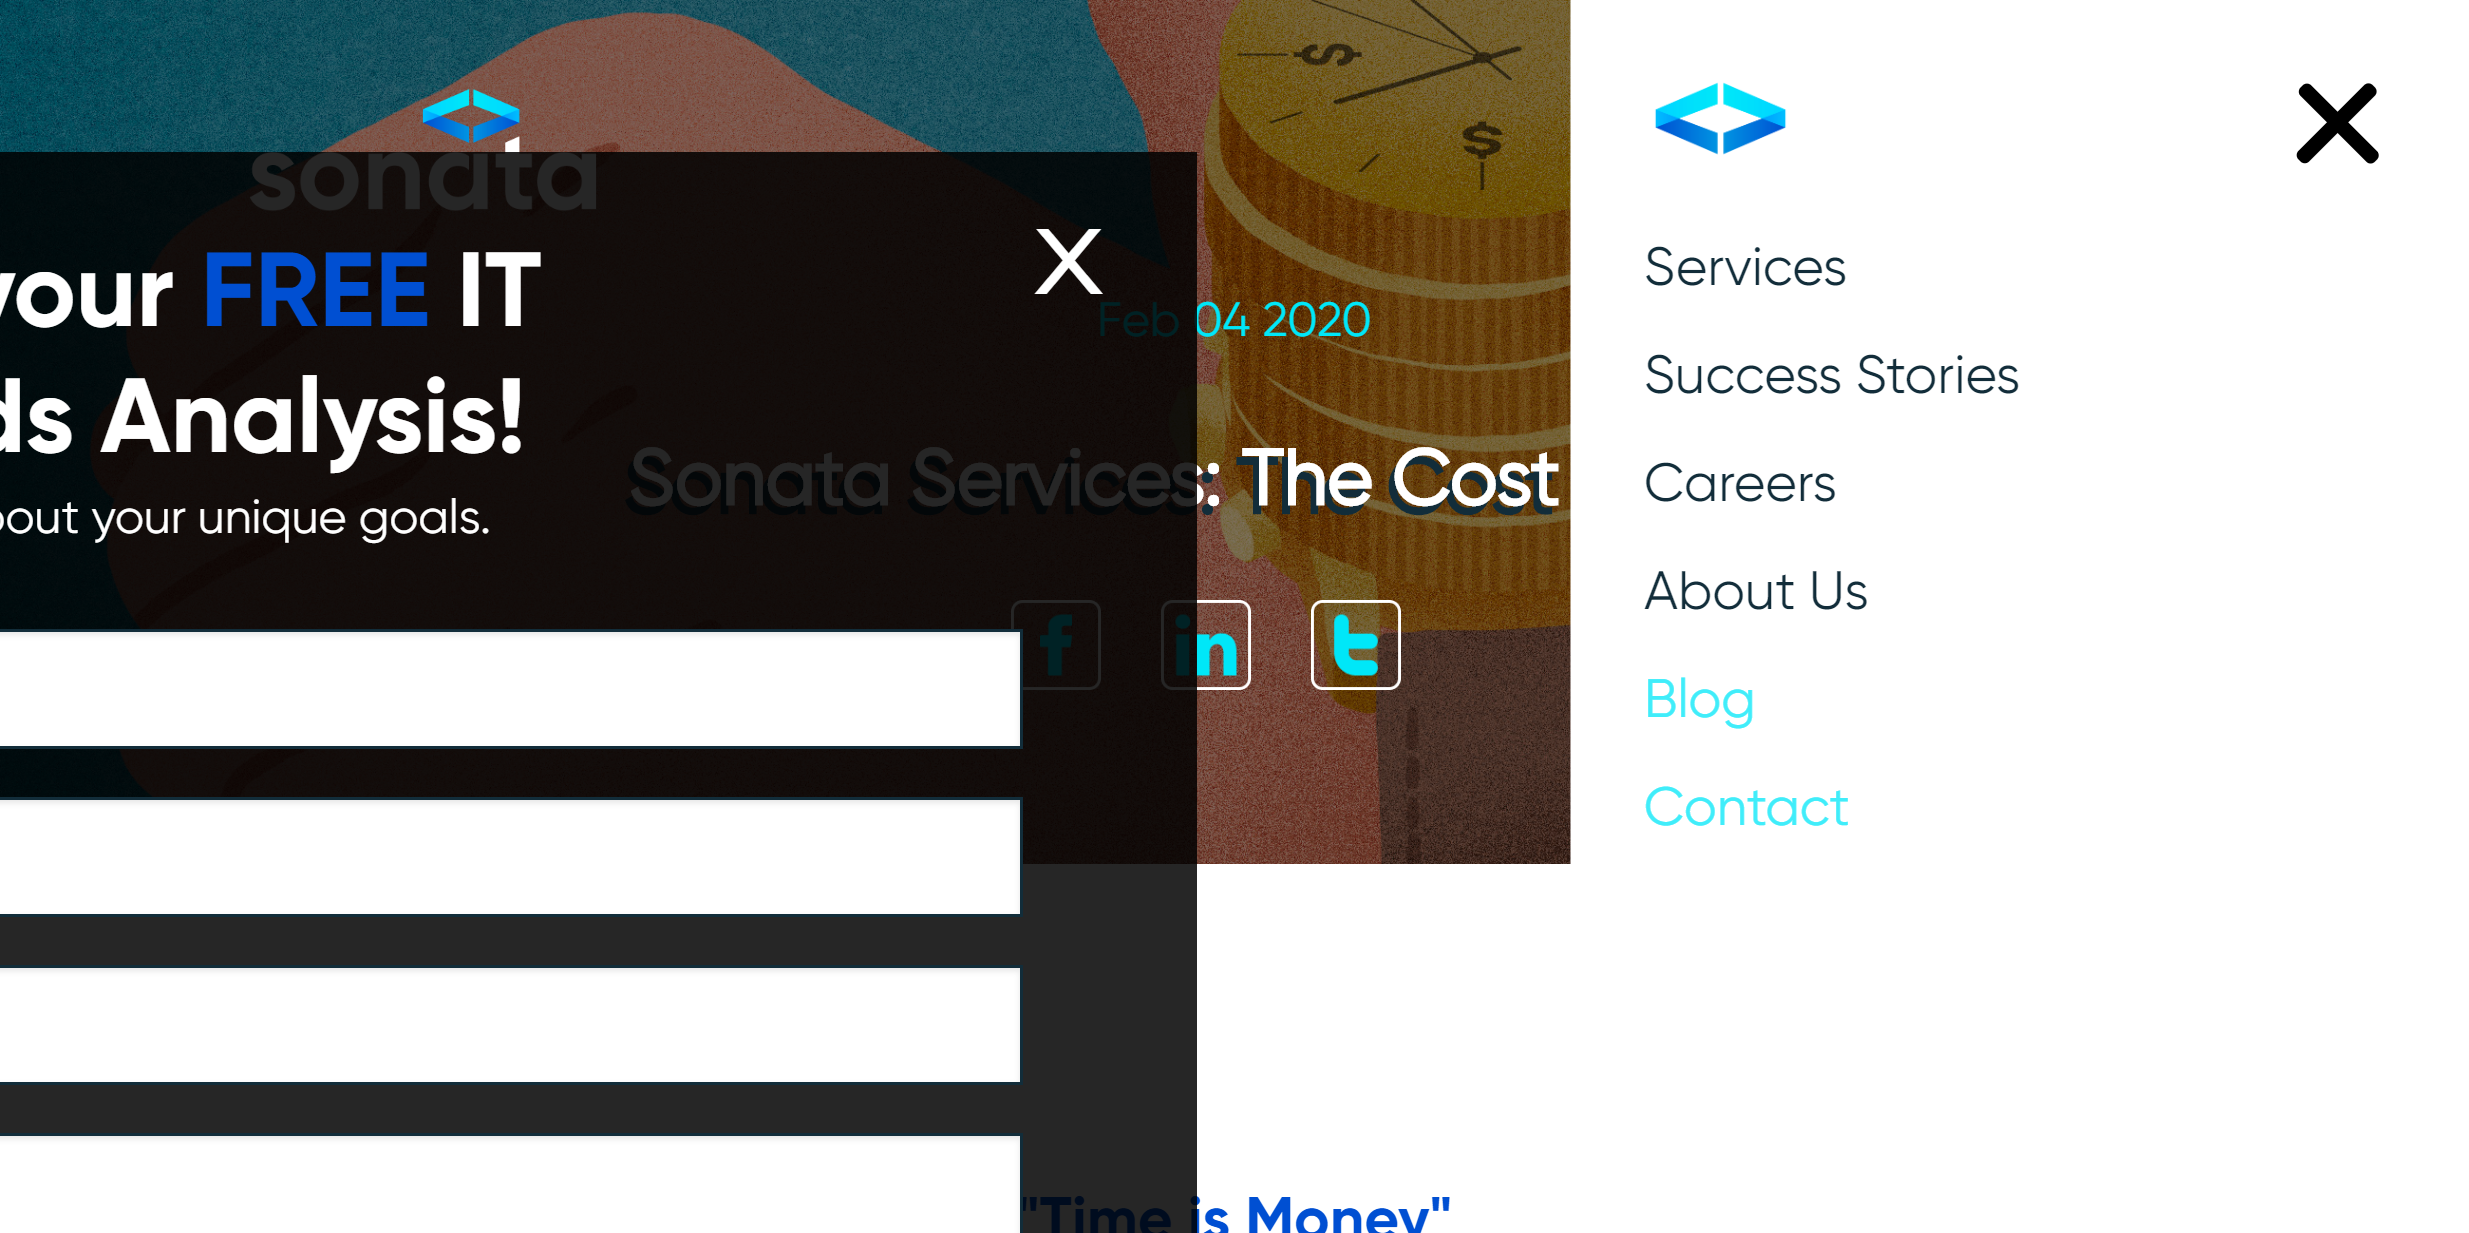 sonata
your FREE IT
ds Analysis!
bout your unique goals.
X
Feb 04 2020
Sonata Services: The Cost
"Time is Money"
Services
Success Stories
Careers
About Us
Blog
Contact